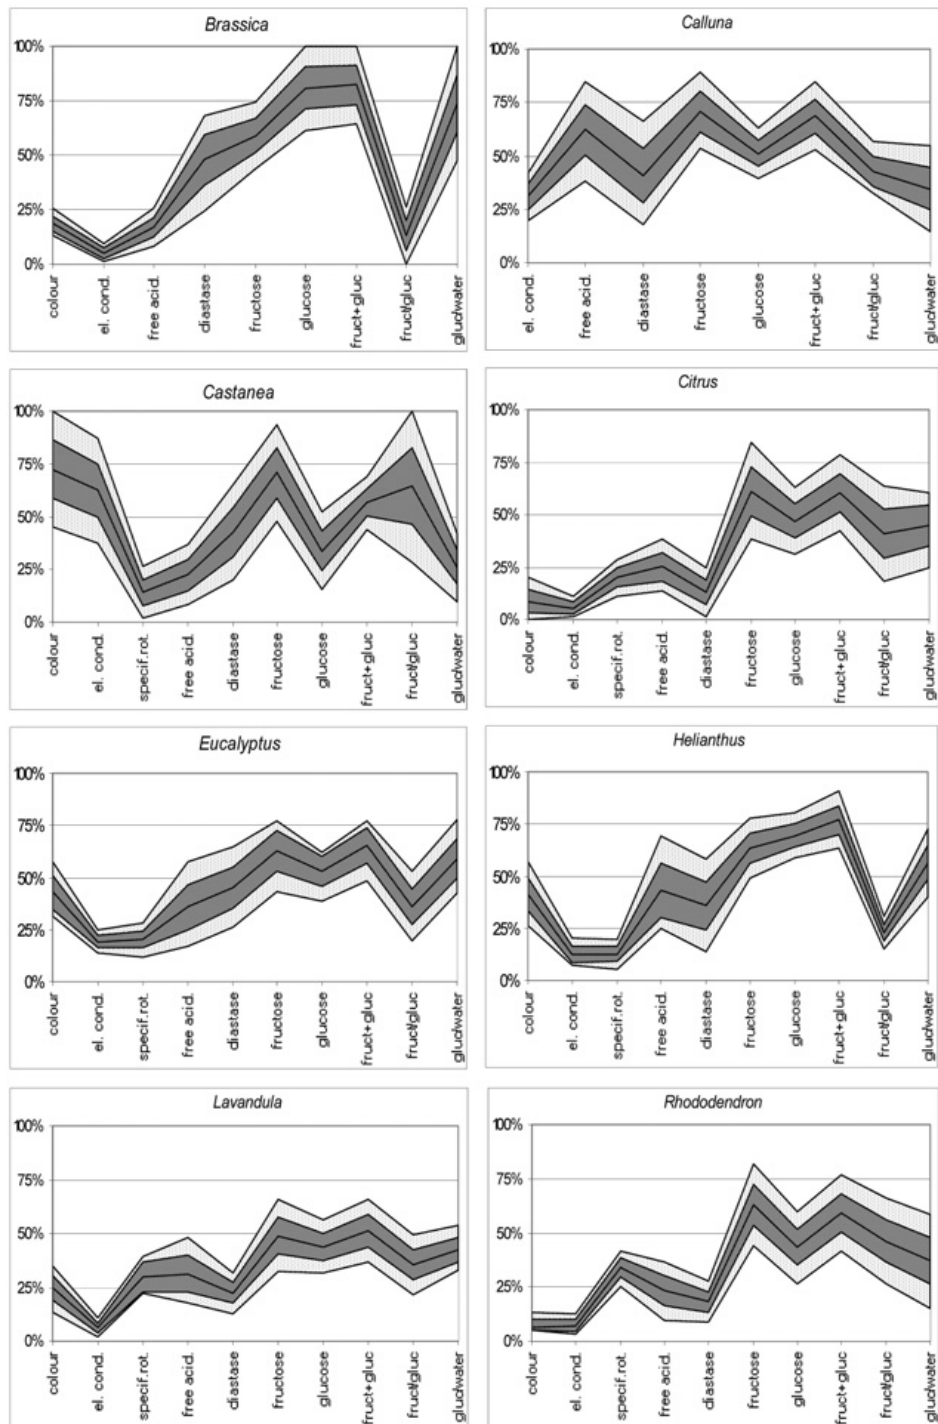 Brassica
100%
75%
50%
25%
0%
colour
el. cond.
free acid.
diastase
fructose
glucose
fruct+gluc
fruct/gluc
gluc/water
Calluna
100%
75%
50%
25%
0%
el. cond.
free acid.
diastase
fructose
glucose
fruct+gluc
fruct/gluc
gluc/water
Castanea
100%
75%
50%
25%
0%
colour
el. cond.
specif.rot.
free acid.
diastase
fructose
glucose
fruct+gluc
fruct/gluc
gluc/water
Citrus
100%
75%
50%
25%
0%
colour
el. cond.
specif.rot.
free acid.
diastase
fructose
glucose
fruct+gluc
fruct/gluc
gluc/water
Eucalyptus
100%
75%
50%
25%
0%
colour
el. cond.
specif.rot.
free acid.
diastase
fructose
glucose
fruct+gluc
fruct/gluc
gluc/water
Helianthus
100%
75%
50%
25%
0%
colour
el. cond.
specif.rot.
free acid.
diastase
fructose
glucose
fruct+gluc
fruct/gluc
gluc/water
Lavandula
100%
75%
50%
25%
0%
colour
el. cond.
specif.rot.
free acid.
diastase
fructose
glucose
fruct+gluc
fruct/gluc
gluc/water
Rhododendron
100%
75%
50%
25%
0%
colour
el. cond.
specif.rot.
free acid.
diastase
fructose
glucose
fruct+gluc
fruct/gluc
gluc/water